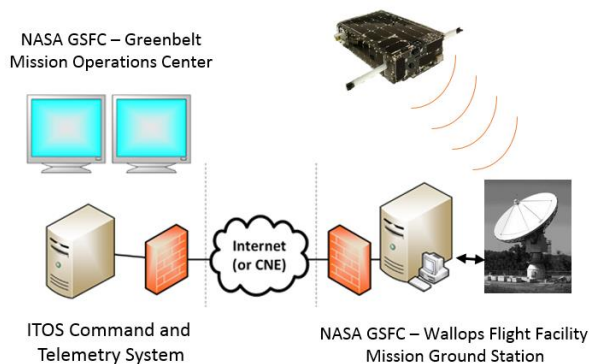 NASA GSFC – Greenbelt
Mission Operations Center
Internet
(or CNE)
ITOS Command and
Telemetry System
NASA GSFC – Wallops Flight Facility
Mission Ground Station